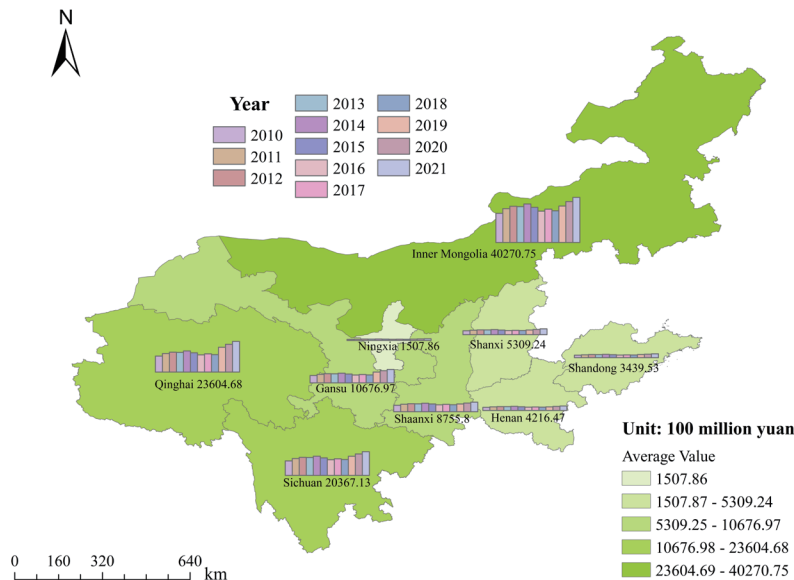 N
Year
2010
2011
2012
2013
2014
2015
2016
2017
2018
2019
2020
2021
Inner Mongolia 40270.75
Ningxia 1507.86
Shanxi 5309.24
Shandong 3439.53
Qinghai 23604.68
Gansu 10676.97
Shaanxi 8755.8
Henan 4216.47
Sichuan 20367.13
Unit: 100 million yuan
Average Value
1507.86
1507.87 - 5309.24
5309.25 - 10676.97
10676.98 - 23604.68
23604.69 - 40270.75
0 160 320 640
km